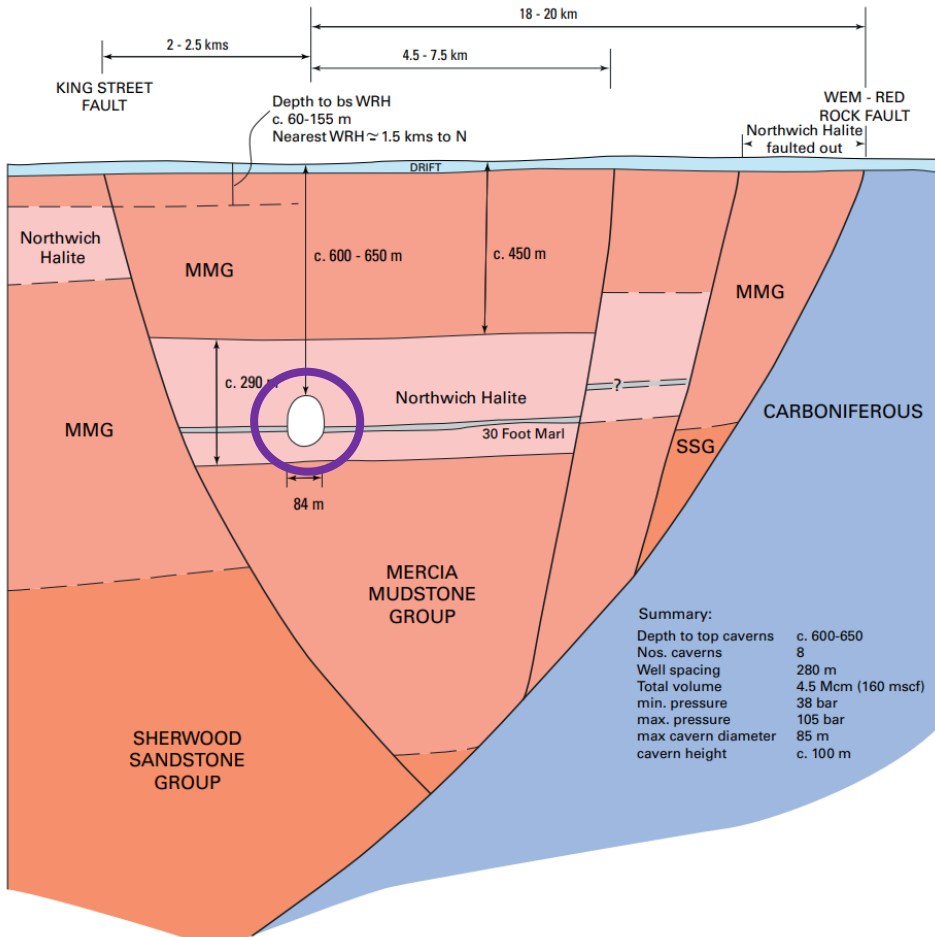 18 - 20 km
2 - 2.5 kms
4.5 - 7.5 km
KING STREET
FAULT
Depth to bs WRH
c. 60-155 m
Nearest WRH ≃ 1.5 kms to N
WEM - RED
ROCK FAULT
Northwich Halite
faulted out
DRIFT
Northwich
Halite
MMG
c. 600 - 650 m
c. 450 m
MMG
c. 290 m
Northwich Halite
?
CARBONIFEROUS
MMG
30 Foot Marl
SSG
84 m
MERCIA
MUDSTONE
GROUP
SHERWOOD
SANDSTONE
GROUP
Summary:
Depth to top caverns c. 600-650
Nos. caverns 8
Well spacing 280 m
Total volume 4.5 Mcm (160 mscf)
min. pressure 38 bar
max. pressure 105 bar
max cavern diameter 85 m
cavern height c. 100 m